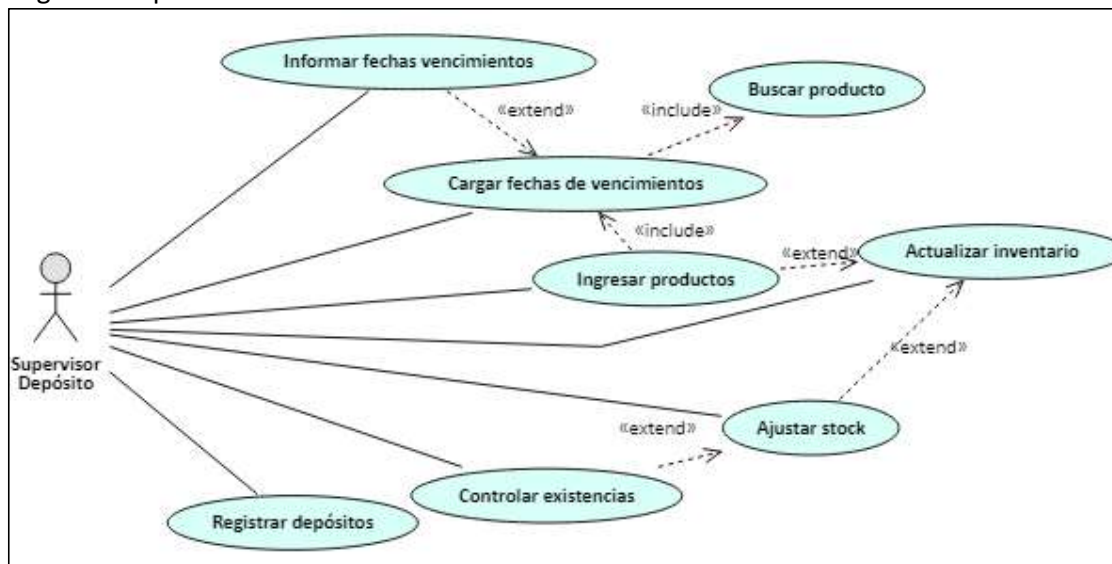 Informar fechas vencimientos
Buscar producto
«extend»
«include»
Cargar fechas de vencimientos
«include»
«extend»
Actualizar inventario
Ingresar productos
Supervisor
Depósito
«extend»
Ajustar stock
«extend»
Controlar existencias
Registrar depósitos